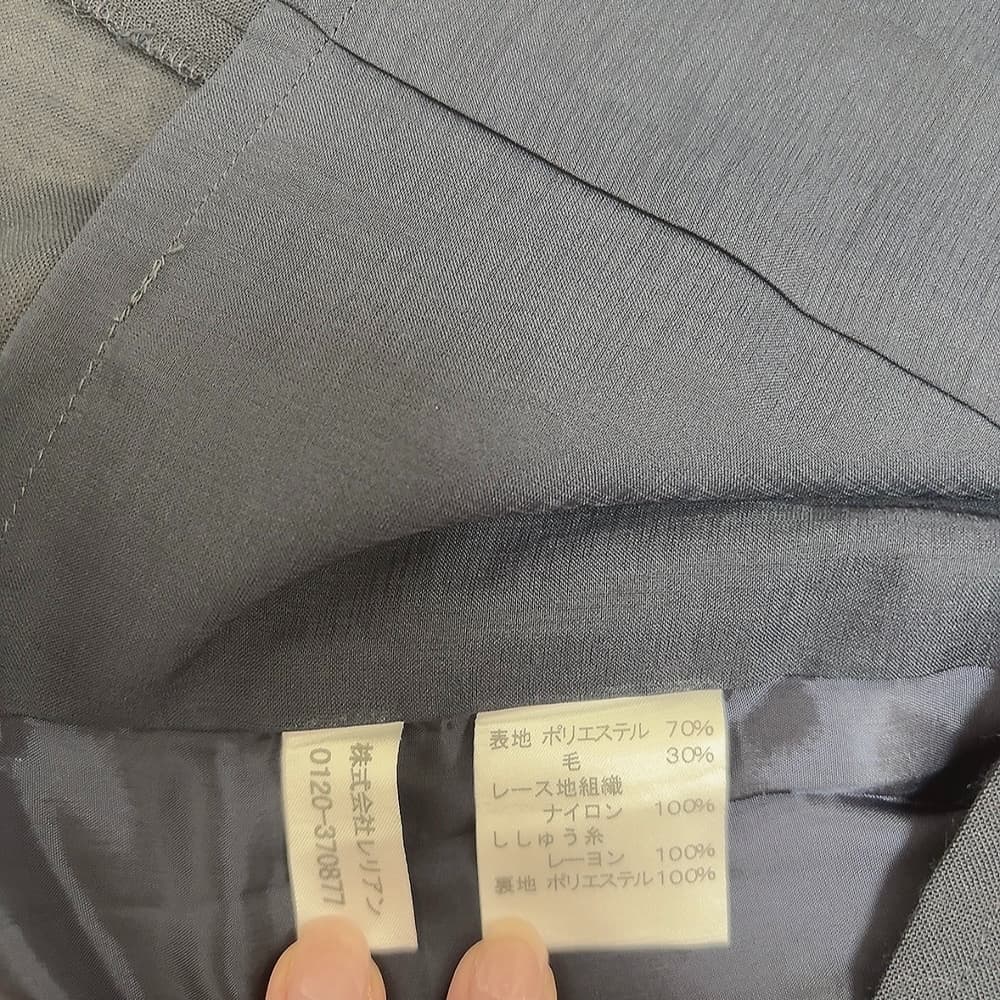 株式会社レリアン
0120-370877
表地 ポリエステル 70%
毛 30%
レース地組織
ナイロン 100%
ししゅう糸
レーヨン 100%
裏地 ポリエステル100%